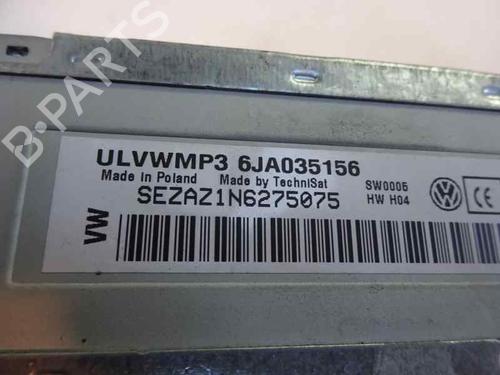 B-PARTS
ULVWMP3 6JA035156
Made in Poland Made by TechniSat
SEZAZ1N6275075
SW0005
HW H04
VW
CE